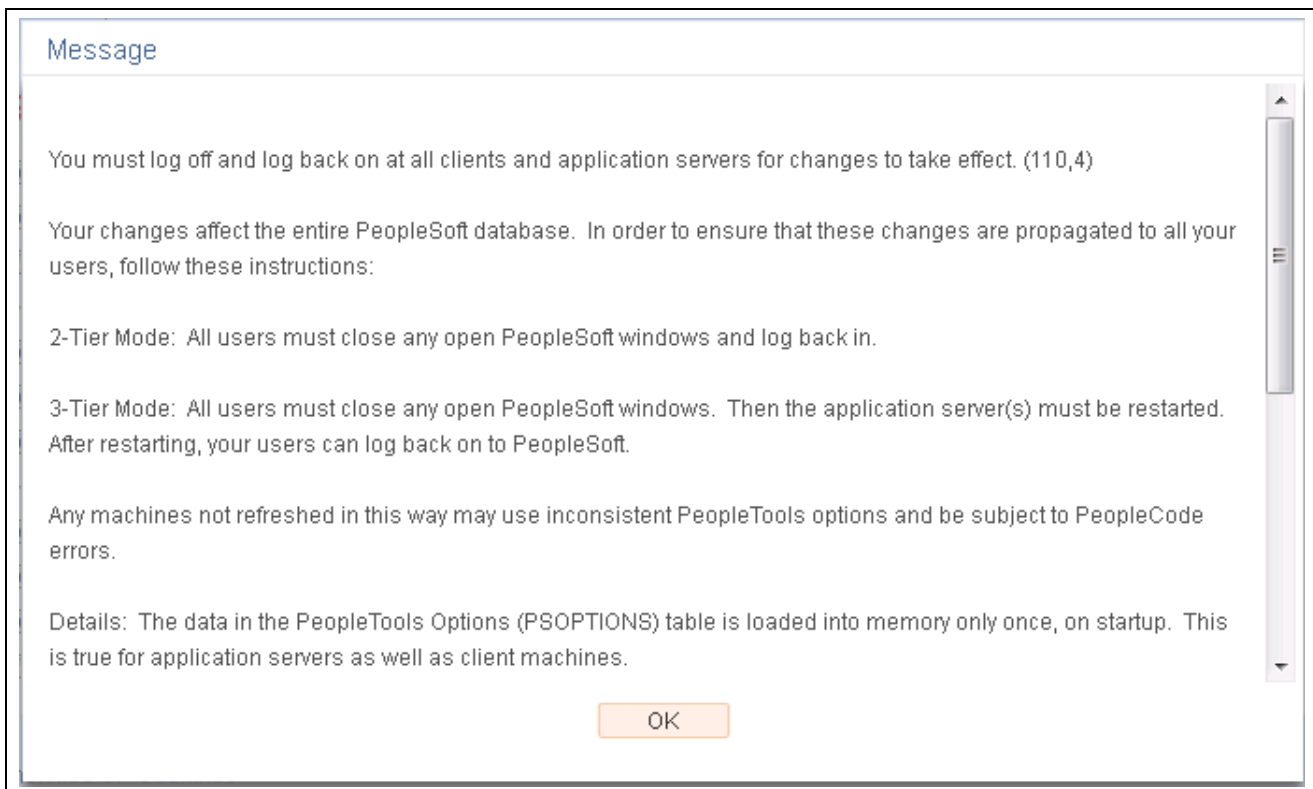 Message
You must log off and log back on at all clients and application servers for changes to take effect. (110,4)
Your changes affect the entire PeopleSoft database.  In order to ensure that these changes are propagated to all your
users, follow these instructions:
2-Tier Mode:  All users must close any open PeopleSoft windows and log back in.
3-Tier Mode:  All users must close any open PeopleSoft windows.  Then the application server(s) must be restarted.
After restarting, your users can log back on to PeopleSoft.
Any machines not refreshed in this way may use inconsistent PeopleTools options and be subject to PeopleCode
errors.
Details:  The data in the PeopleTools Options (PSOPTIONS) table is loaded into memory only once, on startup.  This
is true for application servers as well as client machines.
OK